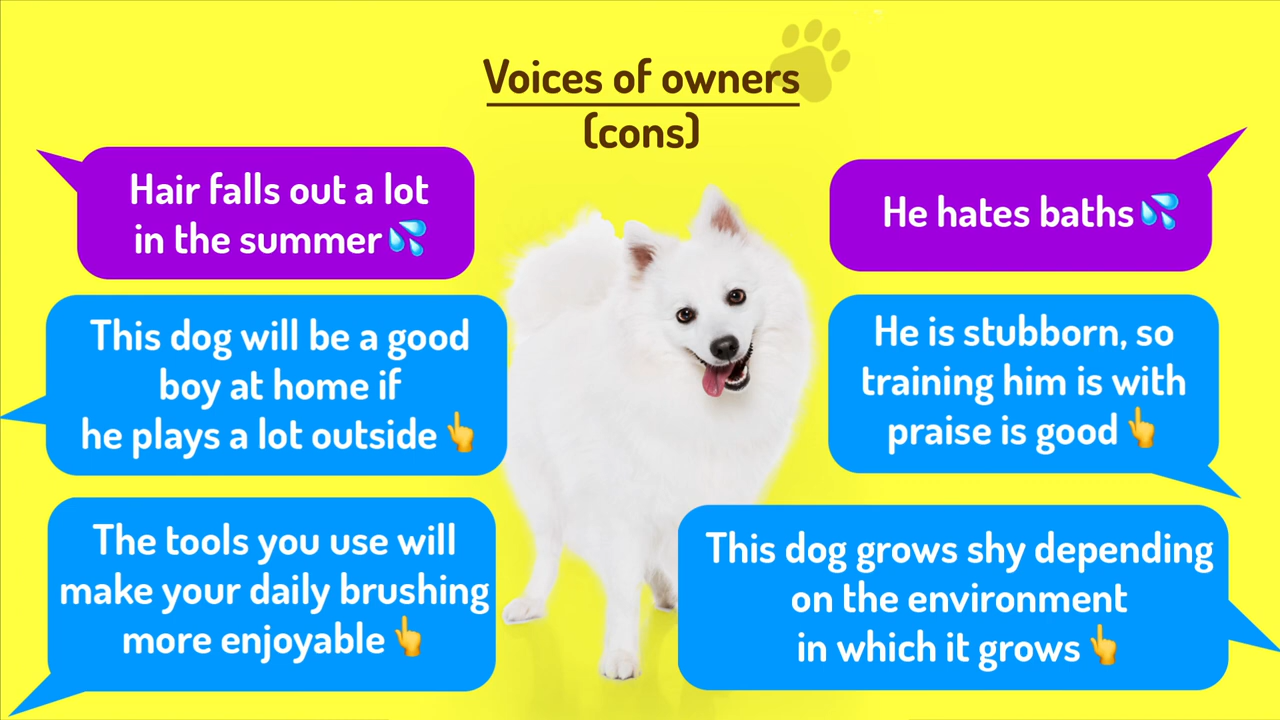 Voices of owners
(cons)
Hair falls out a lot
in the summer💦
He hates baths💦
This dog will be a good
boy at home if
he plays a lot outside👆
He is stubborn, so
training him is with
praise is good👆
The tools you use will
make your daily brushing
more enjoyable👆
This dog grows shy depending
on the environment
in which it grows👆